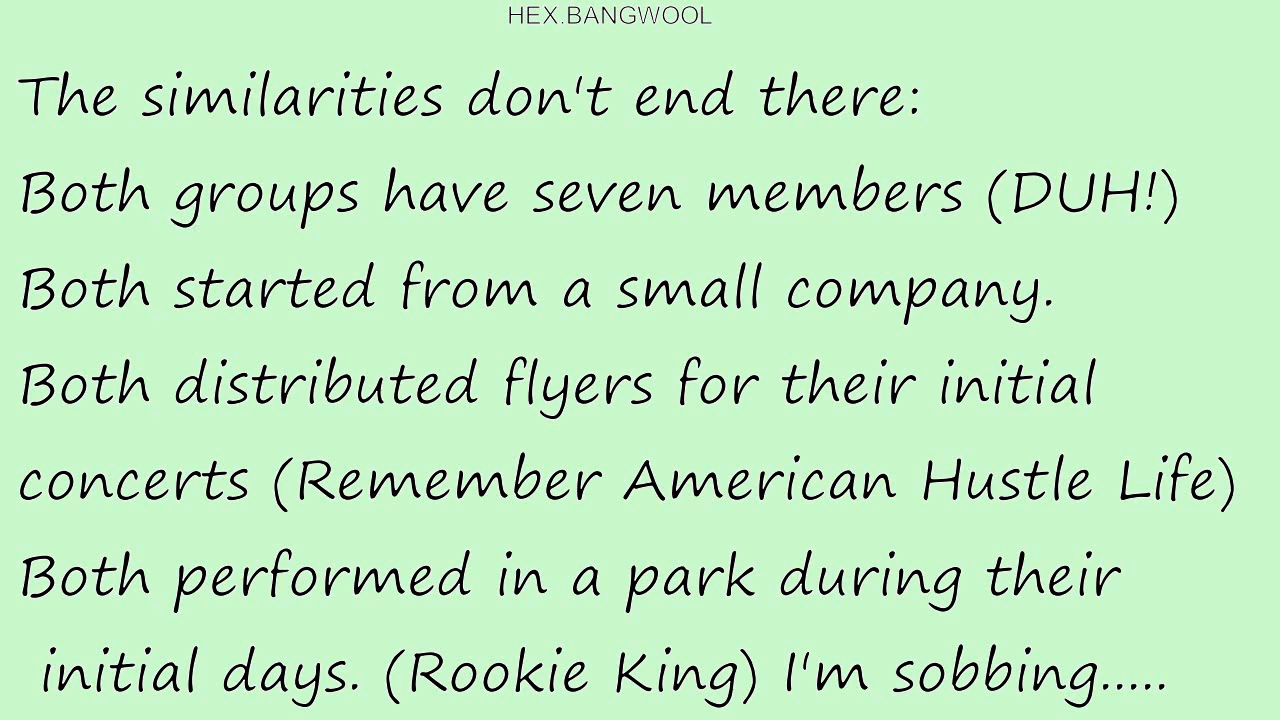 HEX.BANGWOOL
The similarities don't end there:
Both groups have seven members (DUH!)
Both started from a small company.
Both distributed flyers for their initial
concerts (Remember American Hustle Life)
Both performed in a park during their
initial days. (Rookie King) I'm sobbing.....